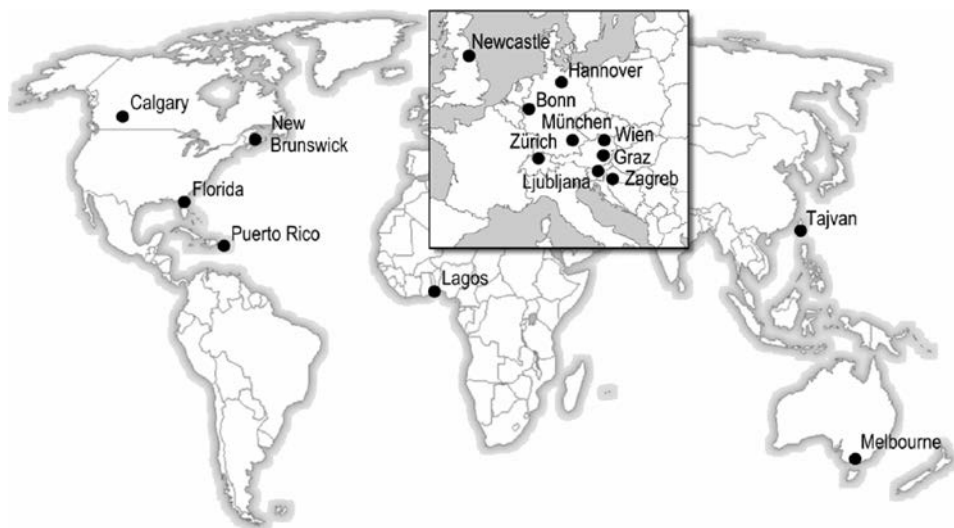 Newcastle
Hannover
Calgary
Bonn
New
Brunswick
München
Zürich
Wien
Graz
Ljubljana
Zagreb
Florida
Puerto Rico
Tajvan
Lagos
Melbourne